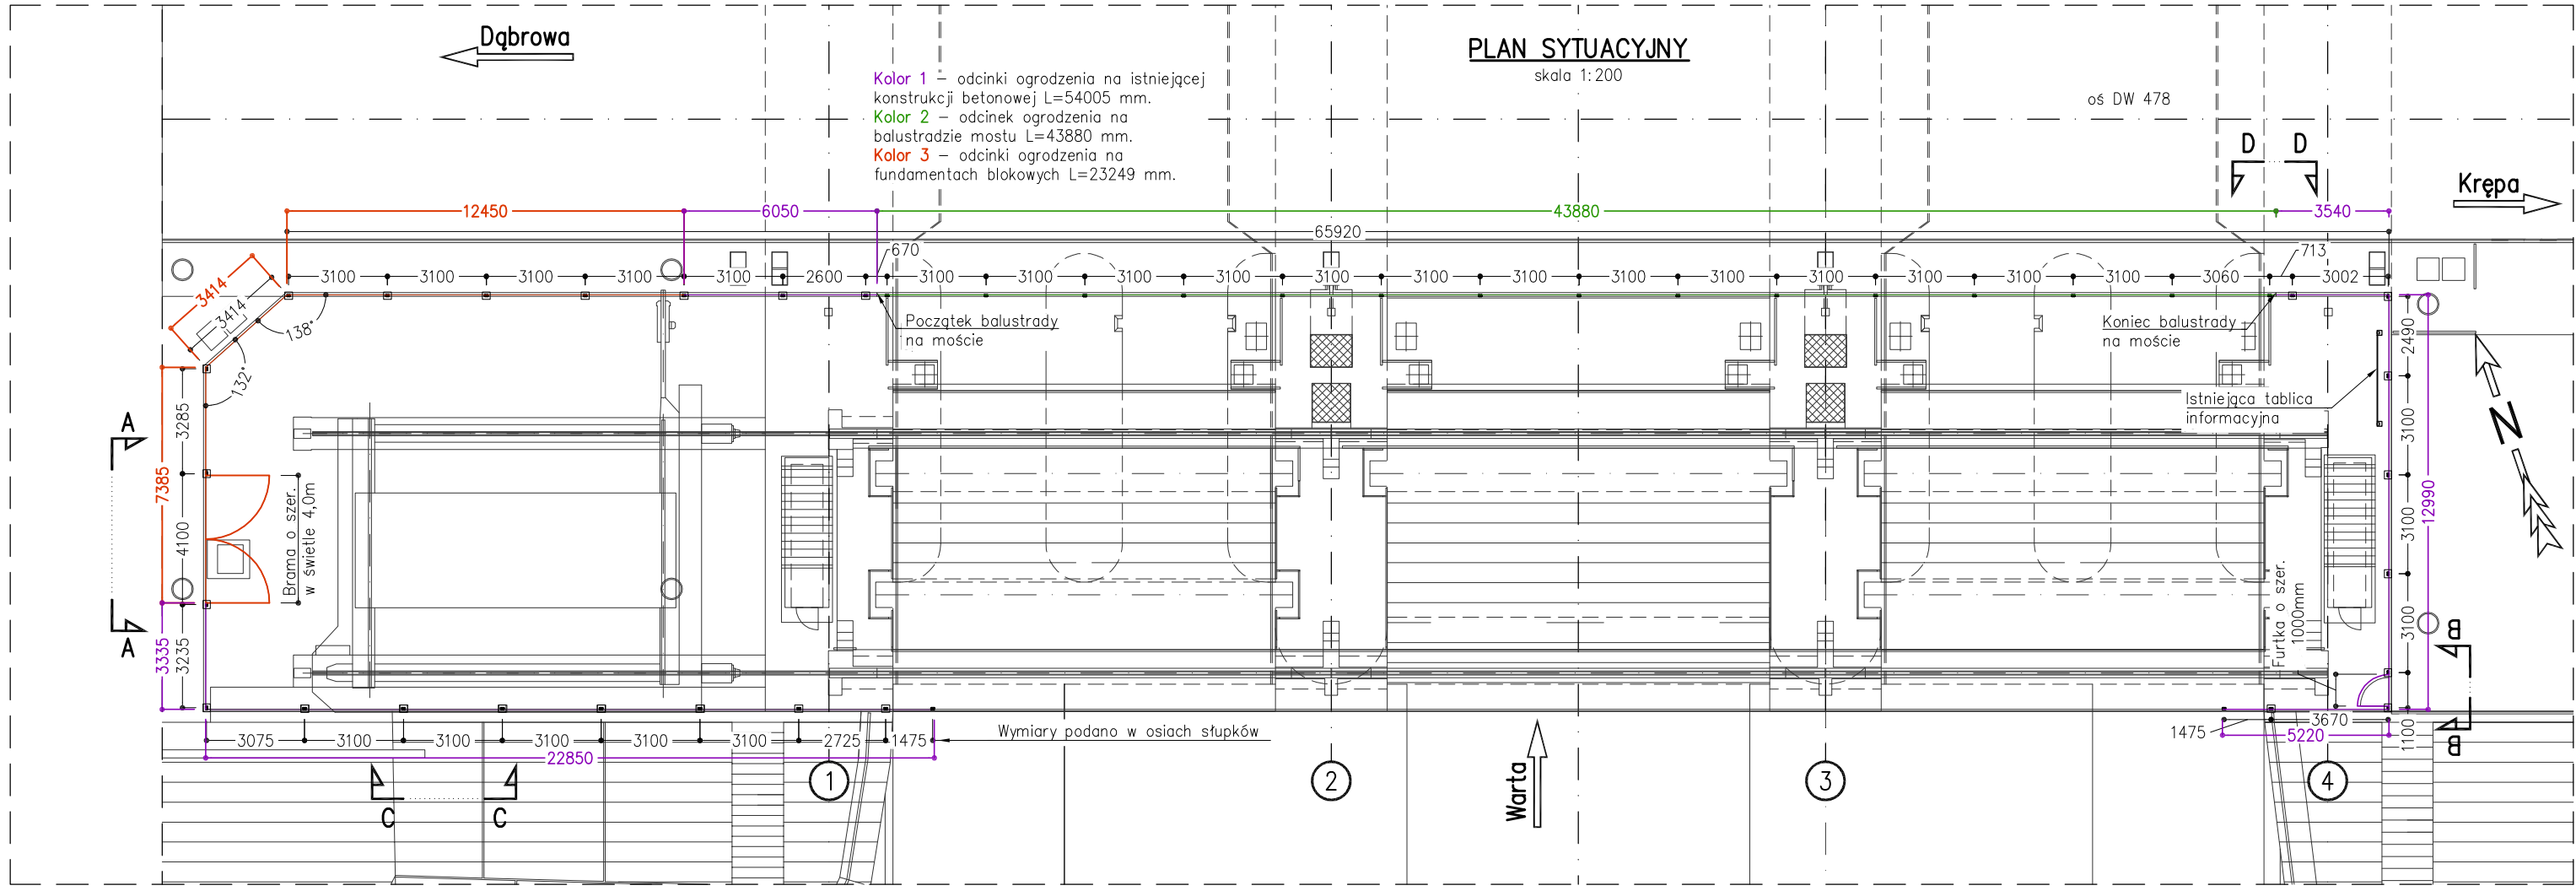 Dąbrowa
PLAN SYTUACYJNY
skala 1:200
Kolor 1 – odcinki ogrodzenia na istniejącej
konstrukcji betonowej L=54005 mm.
Kolor 2 – odcinek ogrodzenia na
balustradzie mostu L=43880 mm.
Kolor 3 – odcinki ogrodzenia na
fundamentach blokowych L=23249 mm.
oś DW 478
D D
Krępa
12450 6050 43880 3540
65920
670 713
3100 3100 3100 3100 3100 2600 3100 3100 3100 3100 3100 3100 3100 3100 3100 3100 3100 3100 3100 3060 3002
3414
3414
138°
132°
Początek balustrady
na moście
Koniec balustrady
na moście
Istniejąca tablica
informacyjna
N
A
A
7385
3335
3285
4100
3235
Brama o szer.
w świetle 4,0m
2490
3100
3100
3100
1100
12990
Furtka o szer.
1000mm
B
B
3075 3100 3100 3100 3100 3100 2725 1475
22850
Wymiary podano w osiach słupków
1475 3670
5220
C C
Warta
1 2 3 4